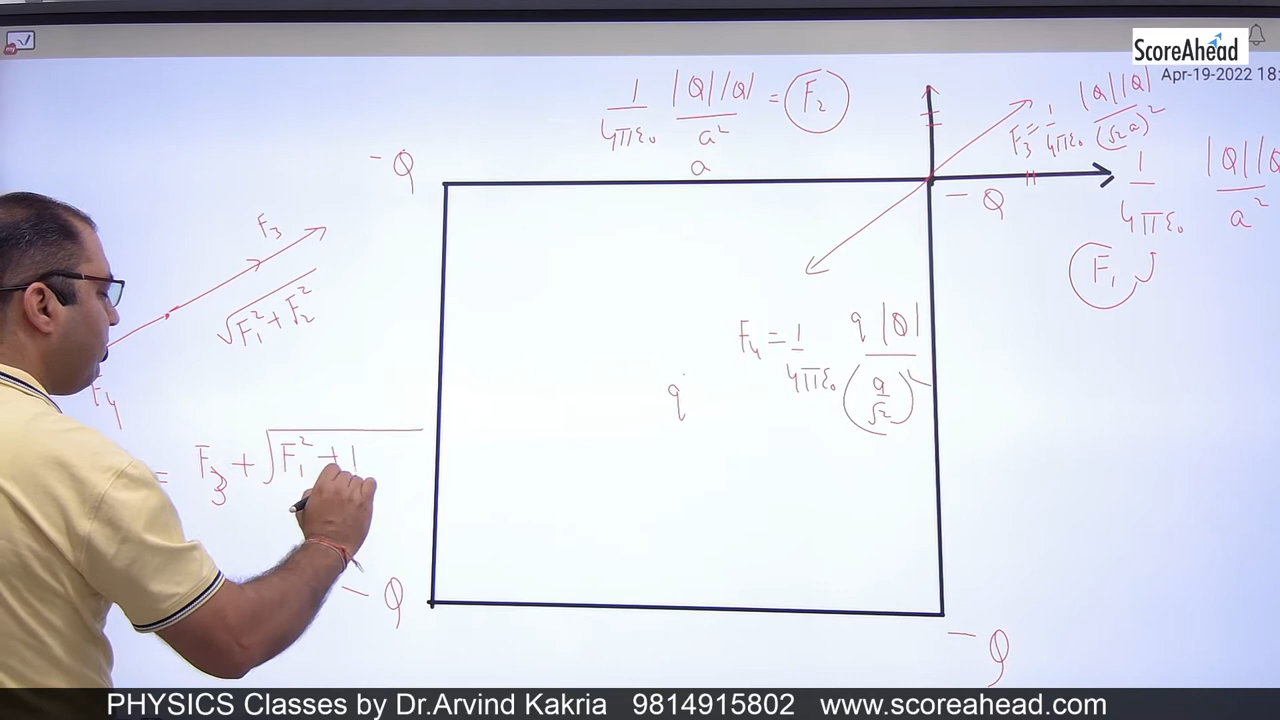 ScoreAhead
Apr-19-2022 18:
1/4πε₀ |Q||Q|/a² = F₂
F₃ = 1/4πε₀ |Q||Q|/(√2 a)²
- Q
a
1/4πε₀ |Q||Q|/a²
- Q
F₁
F₃
√F₁² + F₂²
F₄ = 1/4πε₀ q|Q|/(a/√2)²
q
F₄
= F₃ + √F₁² +
- Q
- Q
PHYSICS Classes by Dr.Arvind Kakria 9814915802 www.scoreahead.com